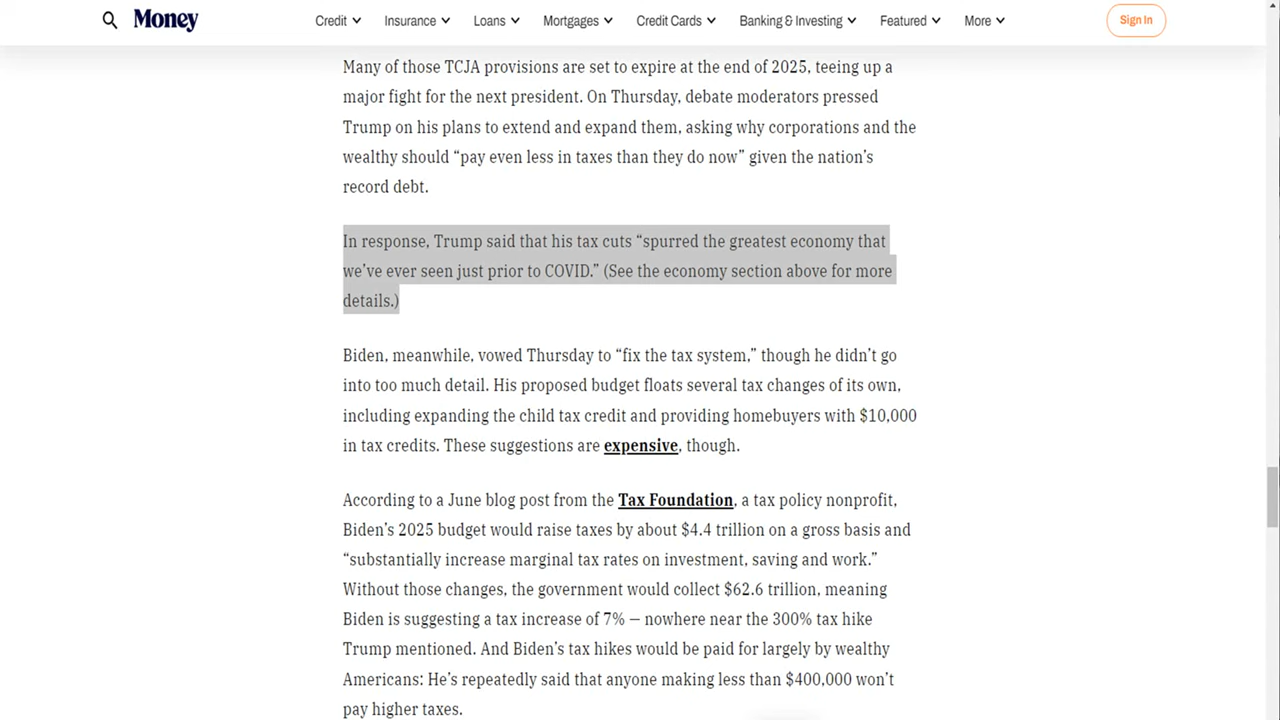 Money
Credit Insurance Loans Mortgages Credit Cards Banking & Investing Featured More
Sign In
Many of those TCJA provisions are set to expire at the end of 2025, teeing up a
major fight for the next president. On Thursday, debate moderators pressed
Trump on his plans to extend and expand them, asking why corporations and the
wealthy should “pay even less in taxes than they do now” given the nation’s
record debt.
In response, Trump said that his tax cuts “spurred the greatest economy that
we’ve ever seen just prior to COVID.” (See the economy section above for more
details.)
Biden, meanwhile, vowed Thursday to “fix the tax system,” though he didn’t go
into too much detail. His proposed budget floats several tax changes of its own,
including expanding the child tax credit and providing homebuyers with $10,000
in tax credits. These suggestions are expensive, though.
According to a June blog post from the Tax Foundation, a tax policy nonprofit,
Biden’s 2025 budget would raise taxes by about $4.4 trillion on a gross basis and
“substantially increase marginal tax rates on investment, saving and work.”
Without those changes, the government would collect $62.6 trillion, meaning
Biden is suggesting a tax increase of 7% — nowhere near the 300% tax hike
Trump mentioned. And Biden’s tax hikes would be paid for largely by wealthy
Americans: He’s repeatedly said that anyone making less than $400,000 won’t
pay higher taxes.